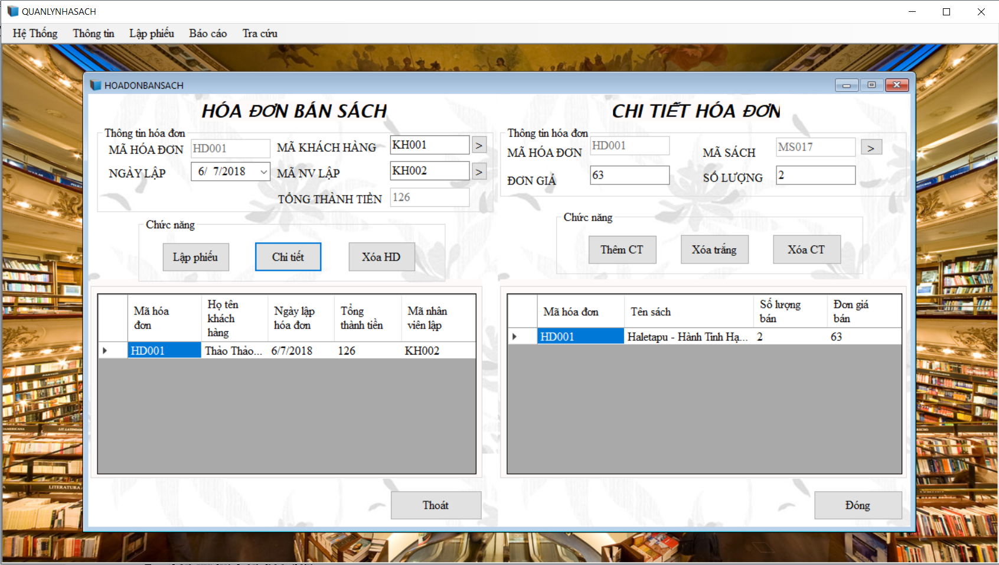 QUANLYNHASACH
Hệ Thống Thông tin Lập phiếu Báo cáo Tra cứu
HOADONBANSACH
HÓA ĐƠN BÁN SÁCH
Thông tin hóa đơn
MÃ HÓA ĐƠN HD001 MÃ KHÁCH HÀNG KH001 >
NGÀY LẬP 6/ 7/2018 MÃ NV LẬP KH002 >
TỔNG THÀNH TIỀN 126
Chức năng
Lập phiếu Chi tiết Xóa HD
Mã hóa đơn Họ tên khách hàng Ngày lập hóa đơn Tổng thành tiền Mã nhân viên lập
HD001 Thảo Thảo... 6/7/2018 126 KH002
Thoát
CHI TIẾT HÓA ĐƠN
Thông tin hóa đơn
MÃ HÓA ĐƠN HD001 MÃ SÁCH MS017 >
ĐƠN GIÁ 63 SỐ LƯỢNG 2
Chức năng
Thêm CT Xóa trắng Xóa CT
Mã hóa đơn Tên sách Số lượng bán Đơn giá bán
HD001 Haletapu - Hành Tinh Hạ... 2 63
Đóng
LITERATURA